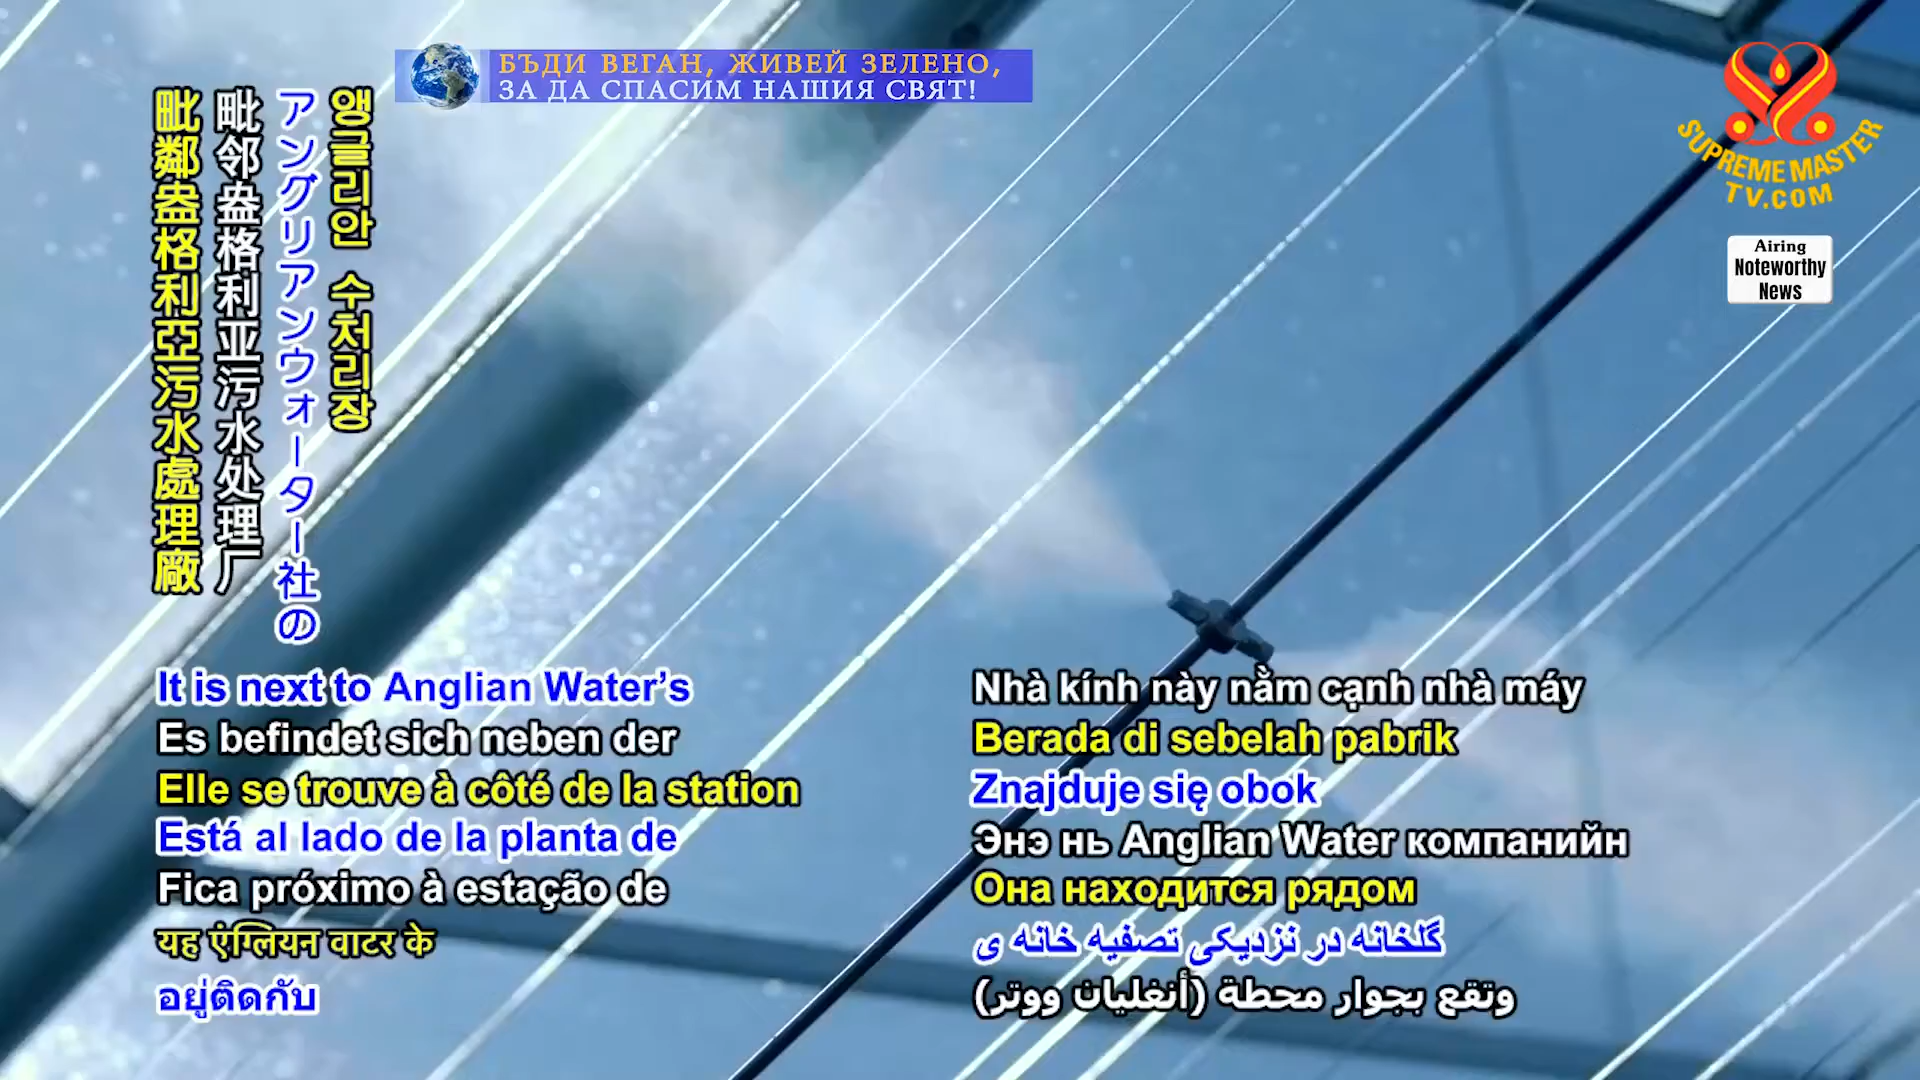 БЪДИ ВЕГАН, ЖИВЕЙ ЗЕЛЕНО,
ЗА ДА СПАСИМ НАШИЯ СВЯТ!
SUPREME MASTER
TV.COM
Airing
Noteworthy
News
앵글리안 수처리장
アングリアンウォーター社の
毗邻盎格利亚污水处理厂
毗鄰盎格利亞污水處理廠
It is next to Anglian Water’s
Es befindet sich neben der
Elle se trouve à côté de la station
Está al lado de la planta de
Fica próximo à estação de
यह एंग्लियन वाटर के
อยู่ติดกับ
Nhà kính này nằm cạnh nhà máy
Berada di sebelah pabrik
Znajduje się obok
Энэ нь Anglian Water компанийн
Она находится рядом
گلخانه در نزدیکی تصفیه خانه ی
وتقع بجوار محطة (أنغليان ووتر)